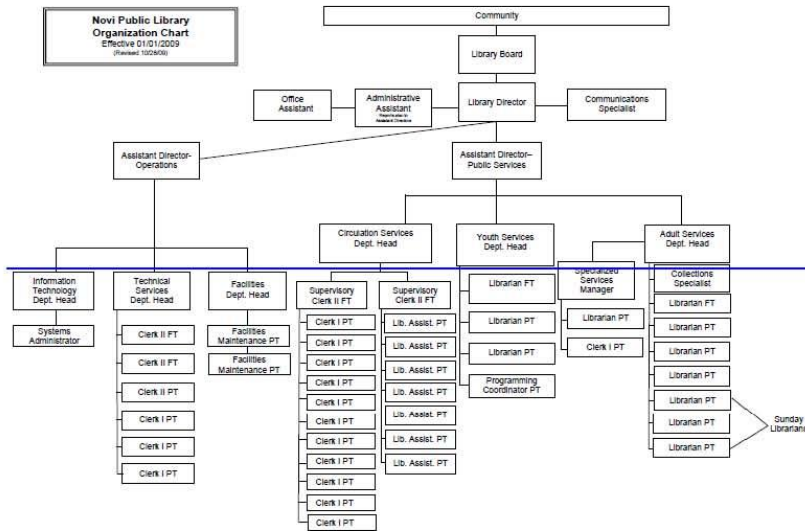 Novi Public Library
Organization Chart
Effective 01/01/2009
(Revised 10/28/09)
Community
Library Board
Office
Assistant
Administrative
Assistant
Library Director
Communications
Specialist
Assistant Director-
Operations
Assistant Director–
Public Services
Circulation Services
Dept. Head
Youth Services
Dept. Head
Adult Services
Dept. Head
Information
Technology
Dept. Head
Systems
Administrator
Technical
Services
Dept. Head
Clerk II FT
Clerk II PT
Clerk II PT
Clerk I PT
Clerk I PT
Clerk I PT
Facilities
Dept. Head
Facilities
Maintenance PT
Facilities
Maintenance PT
Supervisory
Clerk II FT
Clerk I PT
Clerk I PT
Clerk I PT
Clerk I PT
Clerk I PT
Clerk I PT
Clerk I PT
Clerk I PT
Clerk I PT
Clerk I PT
Clerk I PT
Supervisory
Clerk II FT
Lib. Assist. PT
Lib. Assist. PT
Lib. Assist. PT
Lib. Assist. PT
Lib. Assist. PT
Lib. Assist. PT
Lib. Assist. PT
Librarian FT
Librarian PT
Librarian PT
Programming
Coordinator PT
Specialized
Services
Manager
Librarian PT
Clerk I PT
Collections
Specialist
Librarian FT
Librarian PT
Librarian PT
Librarian PT
Librarian PT
Librarian PT
Librarian PT
Sunday
Librarians